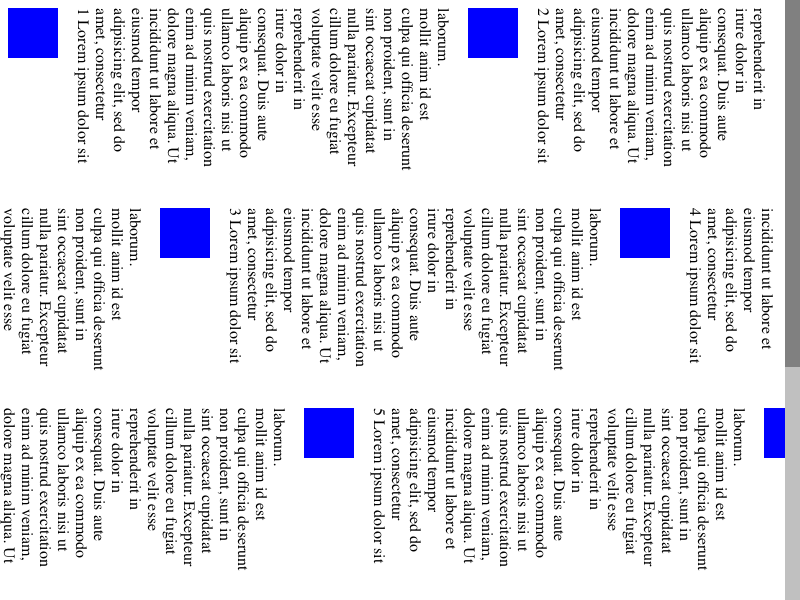 1 Lorem ipsum dolor sit
amet, consectetur
adipisicing elit, sed do
eiusmod tempor
incididunt ut labore et
dolore magna aliqua. Ut
enim ad minim veniam,
quis nostrud exercitation
ullamco laboris nisi ut
aliquip ex ea commodo
consequat. Duis aute
irure dolor in
reprehenderit in
voluptate velit esse
cillum dolore eu fugiat
nulla pariatur. Excepteur
sint occaecat cupidatat
non proident, sunt in
culpa qui officia deserunt
mollit anim id est
laborum.
2 Lorem ipsum dolor sit
amet, consectetur
adipisicing elit, sed do
eiusmod tempor
incididunt ut labore et
dolore magna aliqua. Ut
enim ad minim veniam,
quis nostrud exercitation
ullamco laboris nisi ut
aliquip ex ea commodo
consequat. Duis aute
irure dolor in
reprehenderit in
voluptate velit esse
cillum dolore eu fugiat
nulla pariatur. Excepteur
sint occaecat cupidatat
non proident, sunt in
culpa qui officia deserunt
mollit anim id est
laborum.
3 Lorem ipsum dolor sit
amet, consectetur
adipisicing elit, sed do
eiusmod tempor
incididunt ut labore et
dolore magna aliqua. Ut
enim ad minim veniam,
quis nostrud exercitation
ullamco laboris nisi ut
aliquip ex ea commodo
consequat. Duis aute
irure dolor in
reprehenderit in
voluptate velit esse
cillum dolore eu fugiat
nulla pariatur. Excepteur
sint occaecat cupidatat
non proident, sunt in
culpa qui officia deserunt
mollit anim id est
laborum.
4 Lorem ipsum dolor sit
amet, consectetur
adipisicing elit, sed do
eiusmod tempor
incididunt ut labore et
dolore magna aliqua. Ut
enim ad minim veniam,
quis nostrud exercitation
ullamco laboris nisi ut
aliquip ex ea commodo
consequat. Duis aute
irure dolor in
reprehenderit in
voluptate velit esse
cillum dolore eu fugiat
nulla pariatur. Excepteur
sint occaecat cupidatat
non proident, sunt in
culpa qui officia deserunt
mollit anim id est
laborum.
5 Lorem ipsum dolor sit
amet, consectetur
adipisicing elit, sed do
eiusmod tempor
incididunt ut labore et
dolore magna aliqua. Ut
enim ad minim veniam,
quis nostrud exercitation
ullamco laboris nisi ut
aliquip ex ea commodo
consequat. Duis aute
irure dolor in
reprehenderit in
voluptate velit esse
cillum dolore eu fugiat
nulla pariatur. Excepteur
sint occaecat cupidatat
non proident, sunt in
culpa qui officia deserunt
mollit anim id est
laborum.